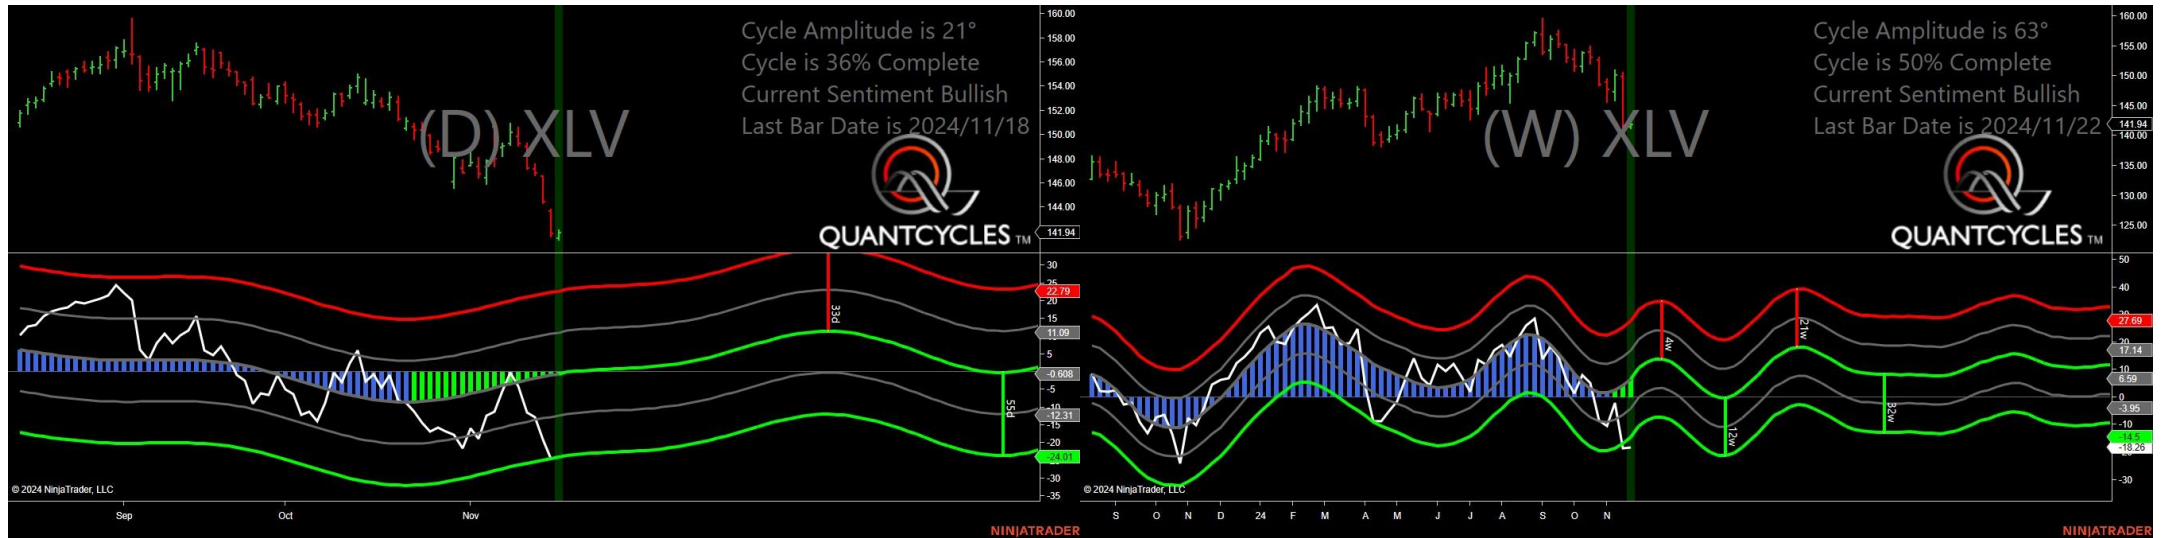 Cycle Amplitude is 21°
Cycle is 36% Complete
Current Sentiment Bullish
Last Bar Date is 2024/11/18
(D) XLV
QUANTCYCLES TM
160.00
158.00
156.00
154.00
152.00
150.00
148.00
146.00
144.00
141.94
30
25
22.79
20
15
11.09
5
-0.608
-5
-10
-12.31
-15
-20
-24.01
-30
-35
33d
55d
© 2024 NinjaTrader, LLC
Sep Oct Nov
NINJATRADER
Cycle Amplitude is 63°
Cycle is 50% Complete
Current Sentiment Bullish
Last Bar Date is 2024/11/22
(W) XLV
QUANTCYCLES TM
160.00
155.00
150.00
145.00
141.94
140.00
135.00
130.00
125.00
50
40
27.69
20
17.14
10
6.59
0
-3.95
-10
-14.5
-18.26
-30
4w
12w
21w
32w
© 2024 NinjaTrader, LLC
S O N D 24 F M A M J J A S O N
NINJATRADER